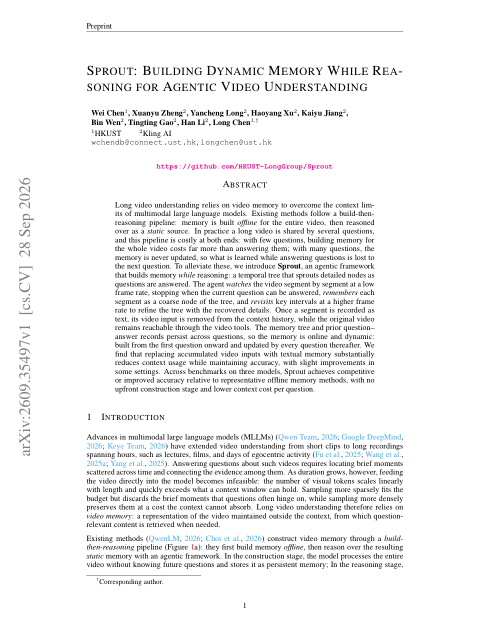 Preprint
SPROUT: BUILDING DYNAMIC MEMORY WHILE REA-
SONING FOR AGENTIC VIDEO UNDERSTANDING
Wei Chen1, Xuanyu Zheng2, Yancheng Long2, Haoyang Xu2, Kaiyu Jiang2,
Bin Wen2, Tingting Gao2, Han Li2, Long Chen1,†
1HKUST 2Kling AI
wchendb@connect.ust.hk, longchen@ust.hk
https://github.com/HKUST-LongGroup/Sprout
ABSTRACT
Long video understanding relies on video memory to overcome the context lim-
its of multimodal large language models. Existing methods follow a build-then-
reasoning pipeline: memory is built offline for the entire video, then reasoned
over as a static source. In practice a long video is shared by several questions,
and this pipeline is costly at both ends: with few questions, building memory for
the whole video costs far more than answering them; with many questions, the
memory is never updated, so what is learned while answering questions is lost to
the next question. To alleviate these, we introduce Sprout, an agentic framework
that builds memory while reasoning: a temporal tree that sprouts detailed nodes as
questions are answered. The agent watches the video segment by segment at a low
frame rate, stopping when the current question can be answered, remembers each
segment as a coarse node of the tree, and revisits key intervals at a higher frame
rate to refine the tree with the recovered details. Once a segment is recorded as
text, its video input is removed from the context history, while the original video
remains reachable through the video tools. The memory tree and prior question–
answer records persist across questions, so the memory is online and dynamic:
built from the first question onward and updated by every question thereafter. We
find that replacing accumulated video inputs with textual memory substantially
reduces context usage while maintaining accuracy, with slight improvements in
some settings. Across benchmarks on three models, Sprout achieves competitive
or improved accuracy relative to representative offline memory methods, with no
upfront construction stage and lower context cost per question.
1 INTRODUCTION
Advances in multimodal large language models (MLLMs) (Qwen Team, 2026; Google DeepMind,
2026; Keye Team, 2026) have extended video understanding from short clips to long recordings
spanning hours, such as lectures, films, and days of egocentric activity (Fu et al., 2025; Wang et al.,
2025a; Yang et al., 2025). Answering questions about such videos requires locating brief moments
scattered across time and connecting the evidence among them. As duration grows, however, feeding
the video directly into the model becomes infeasible: the number of visual tokens scales linearly
with length and quickly exceeds what a context window can hold. Sampling more sparsely fits
the budget but discards the brief moments that questions often hinge on, while sampling more densely
preserves them at a cost the context cannot absorb. Long video understanding therefore relies on
video memory: a representation of the video maintained outside the context, from which question-
relevant content is retrieved when needed.
Existing methods (QwenLM, 2026; Choi et al., 2026) construct video memory through a build-
then-reasoning pipeline (Figure 1a): they first build memory offline, then reason over the resulting
static memory with an agentic framework. In the construction stage, the model processes the entire
video without knowing future questions and stores it as persistent memory; In the reasoning stage,
†Corresponding author.
1
arXiv:2609.35497v1 [cs.CV] 28 Sep 2026